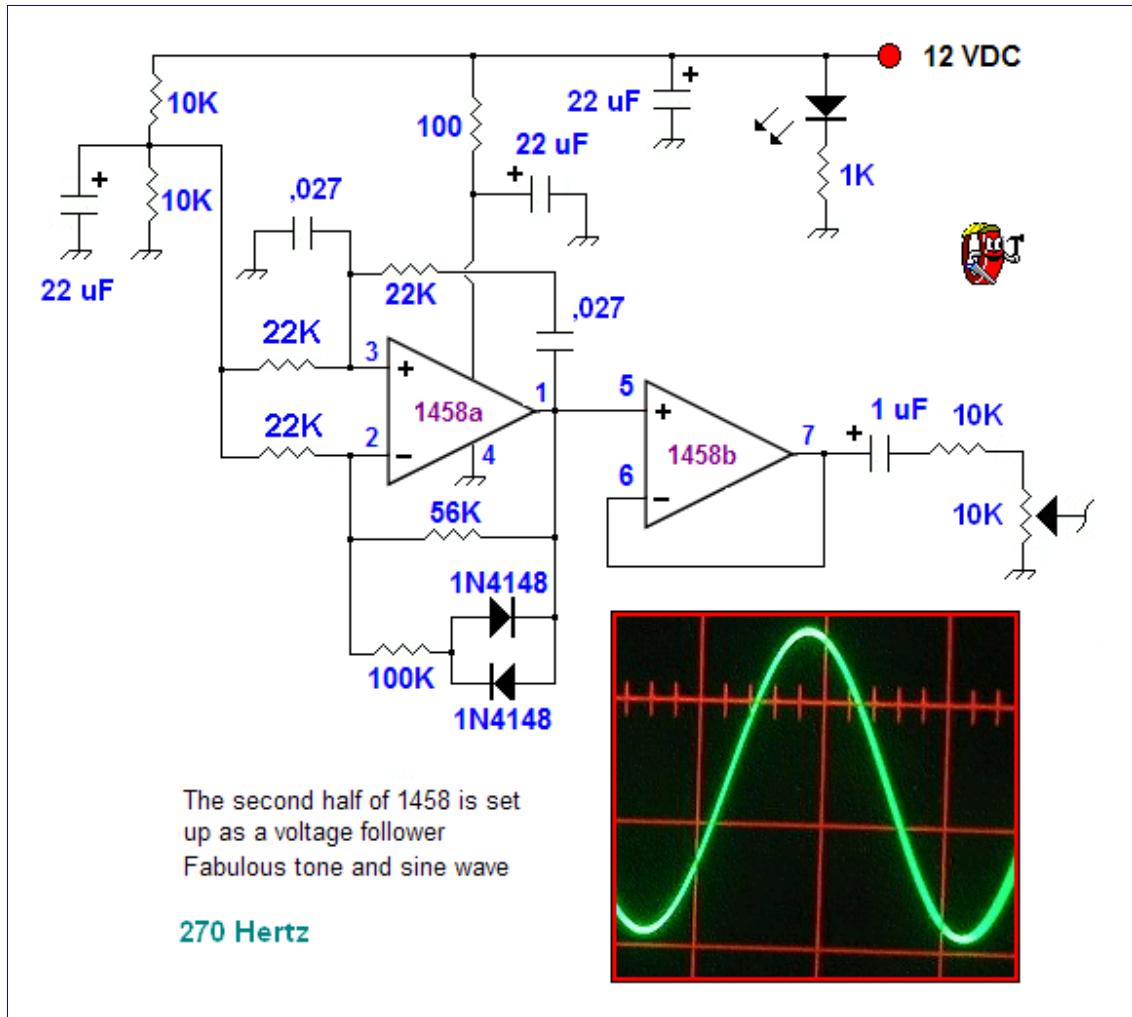 12 VDC
10K
100
22 uF
22 uF
1K
10K
,027
22 uF
22K
,027
22K
3
+
1458a
1
5
+
1458b
7
1 uF
10K
22K
2
−
4
6
−
10K
56K
1N4148
100K
1N4148
The second half of 1458 is set
up as a voltage follower
Fabulous tone and sine wave
270 Hertz